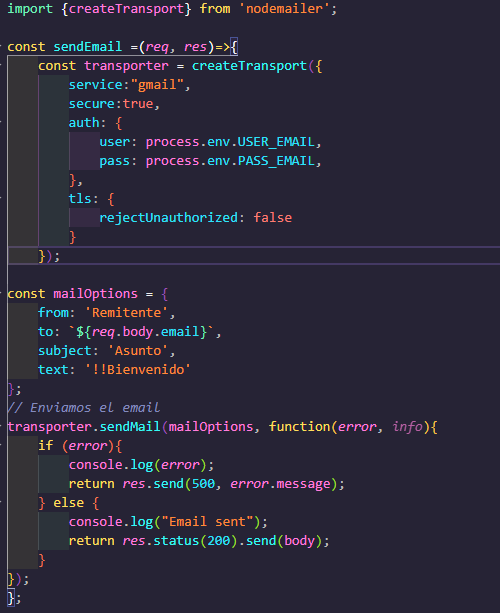 import {createTransport} from 'nodemailer';
const sendEmail =(req, res)=>{
const transporter = createTransport({
service:"gmail",
secure:true,
auth: {
user: process.env.USER_EMAIL,
pass: process.env.PASS_EMAIL,
},
tls: {
rejectUnauthorized: false
}
});
const mailOptions = {
from: 'Remitente',
to: `${req.body.email}`,
subject: 'Asunto',
text: '!!Bienvenido'
};
// Enviamos el email
transporter.sendMail(mailOptions, function(error, info){
if (error){
console.log(error);
return res.send(500, error.message);
} else {
console.log("Email sent");
return res.status(200).send(body);
}
});
};